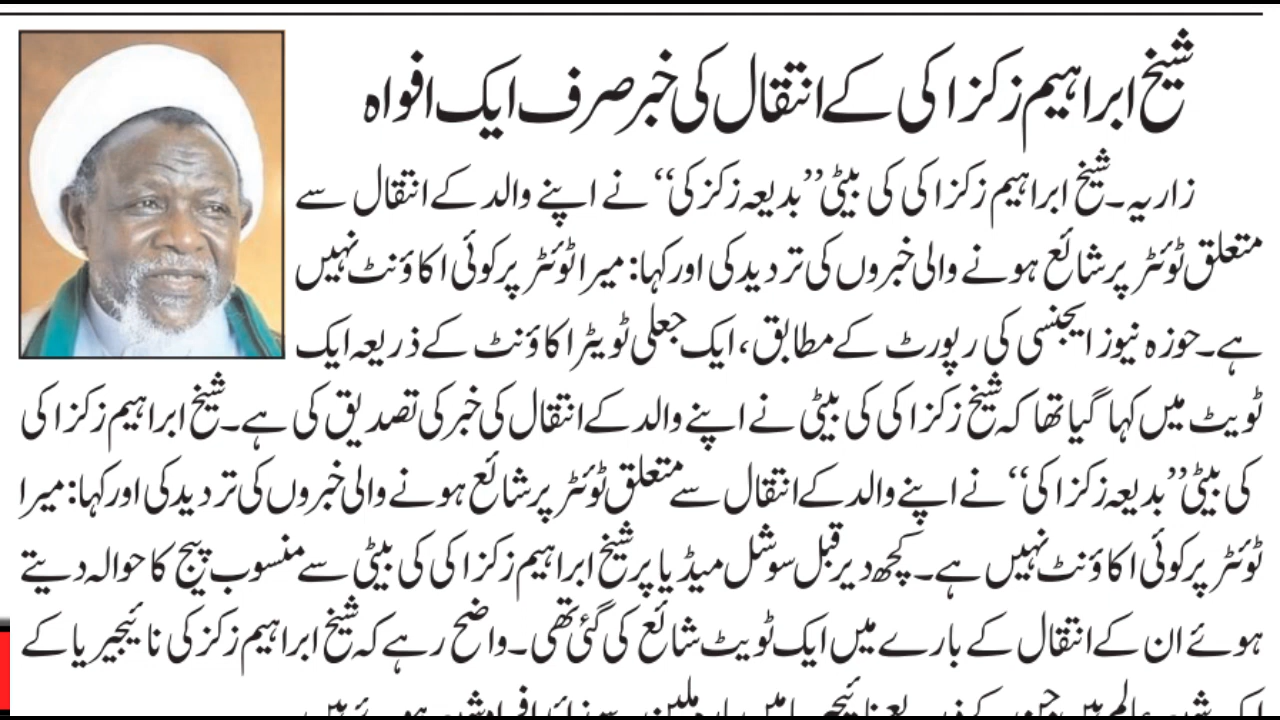 شیخ ابراہیم زکزاکی کے انتقال کی خبر صرف ایک افواہ
زاریہ۔شیخ ابراہیم زکزاکی کی بیٹی ’’بدیعہ زکزکی‘‘ نے اپنے والد کے انتقال سے
متعلق ٹوئٹر پر شائع ہونے والی خبروں کی تردید کی اور کہا: میرا ٹوئٹر پر کوئی اکاؤنٹ نہیں
ہے۔حوزہ نیوز ایجنسی کی رپورٹ کے مطابق، ایک جعلی ٹویٹر اکاؤنٹ کے ذریعہ ایک
ٹویٹ میں کہا گیا تھا کہ شیخ زکزاکی کی بیٹی نے اپنے والد کے انتقال کی خبر کی تصدیق کی ہے۔شیخ ابراہیم زکزاکی
کی بیٹی ’’بدیعہ زکزاکی‘‘ نے اپنے والد کے انتقال سے متعلق ٹوئٹر پر شائع ہونے والی خبروں کی تردید کی اور کہا: میرا
ٹوئٹر پر کوئی اکاؤنٹ نہیں ہے۔ کچھ دیر قبل سوشل میڈیا پر شیخ ابراہیم زکزاکی کی بیٹی سے منسوب پیج کا حوالہ دیتے
ہوئے ان کے انتقال کے بارے میں ایک ٹویٹ شائع کی گئی تھی۔ واضح رہے کہ شیخ ابراہیم زکزکی نائیجیریا کے